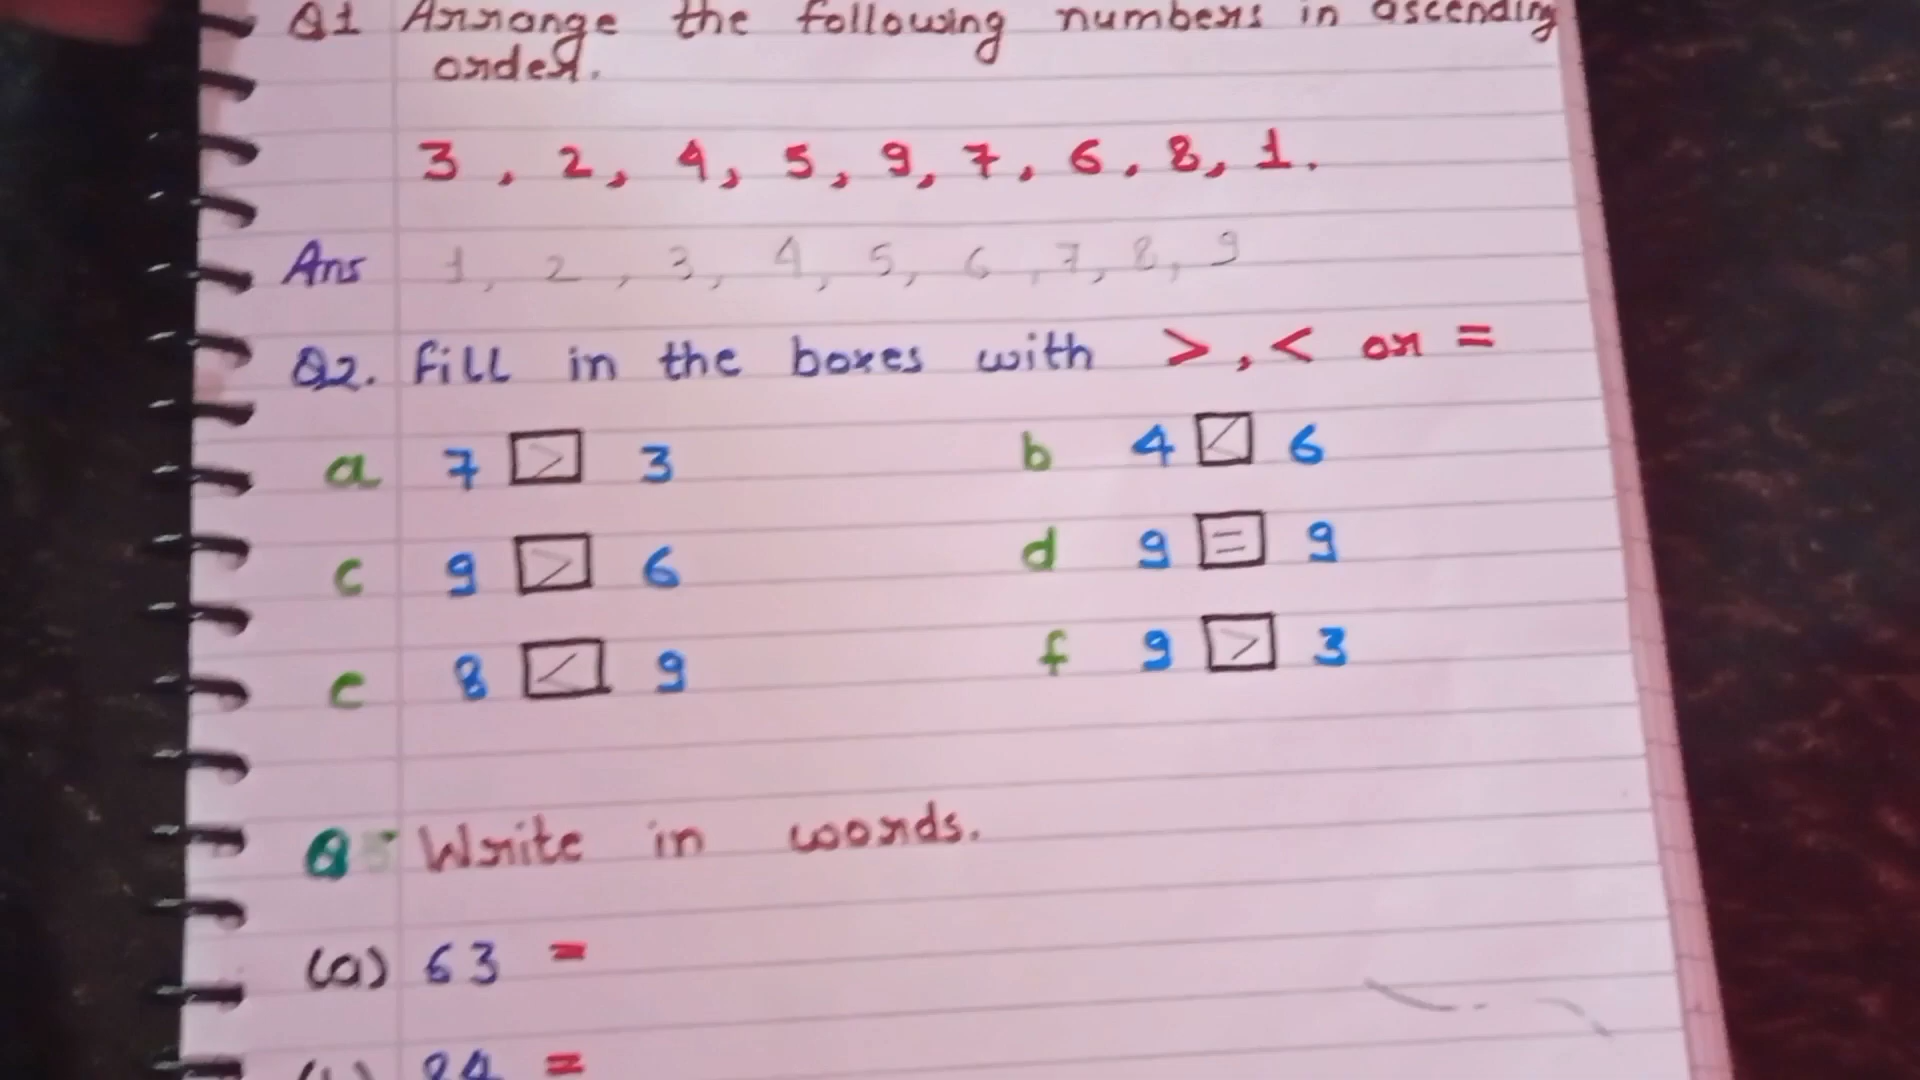 Q1 Arrange the following numbers in ascending
order.
3, 2, 4, 5, 9, 7, 6, 8, 1.
Ans 1, 2, 3, 4, 5, 6, 7, 8, 9
Q2. Fill in the boxes with >, < or =
a 7 > 3 b 4 < 6
c 9 > 6 d 9 = 9
e 8 < 9 f 9 > 3
Q Write in words.
(a) 63 =
=